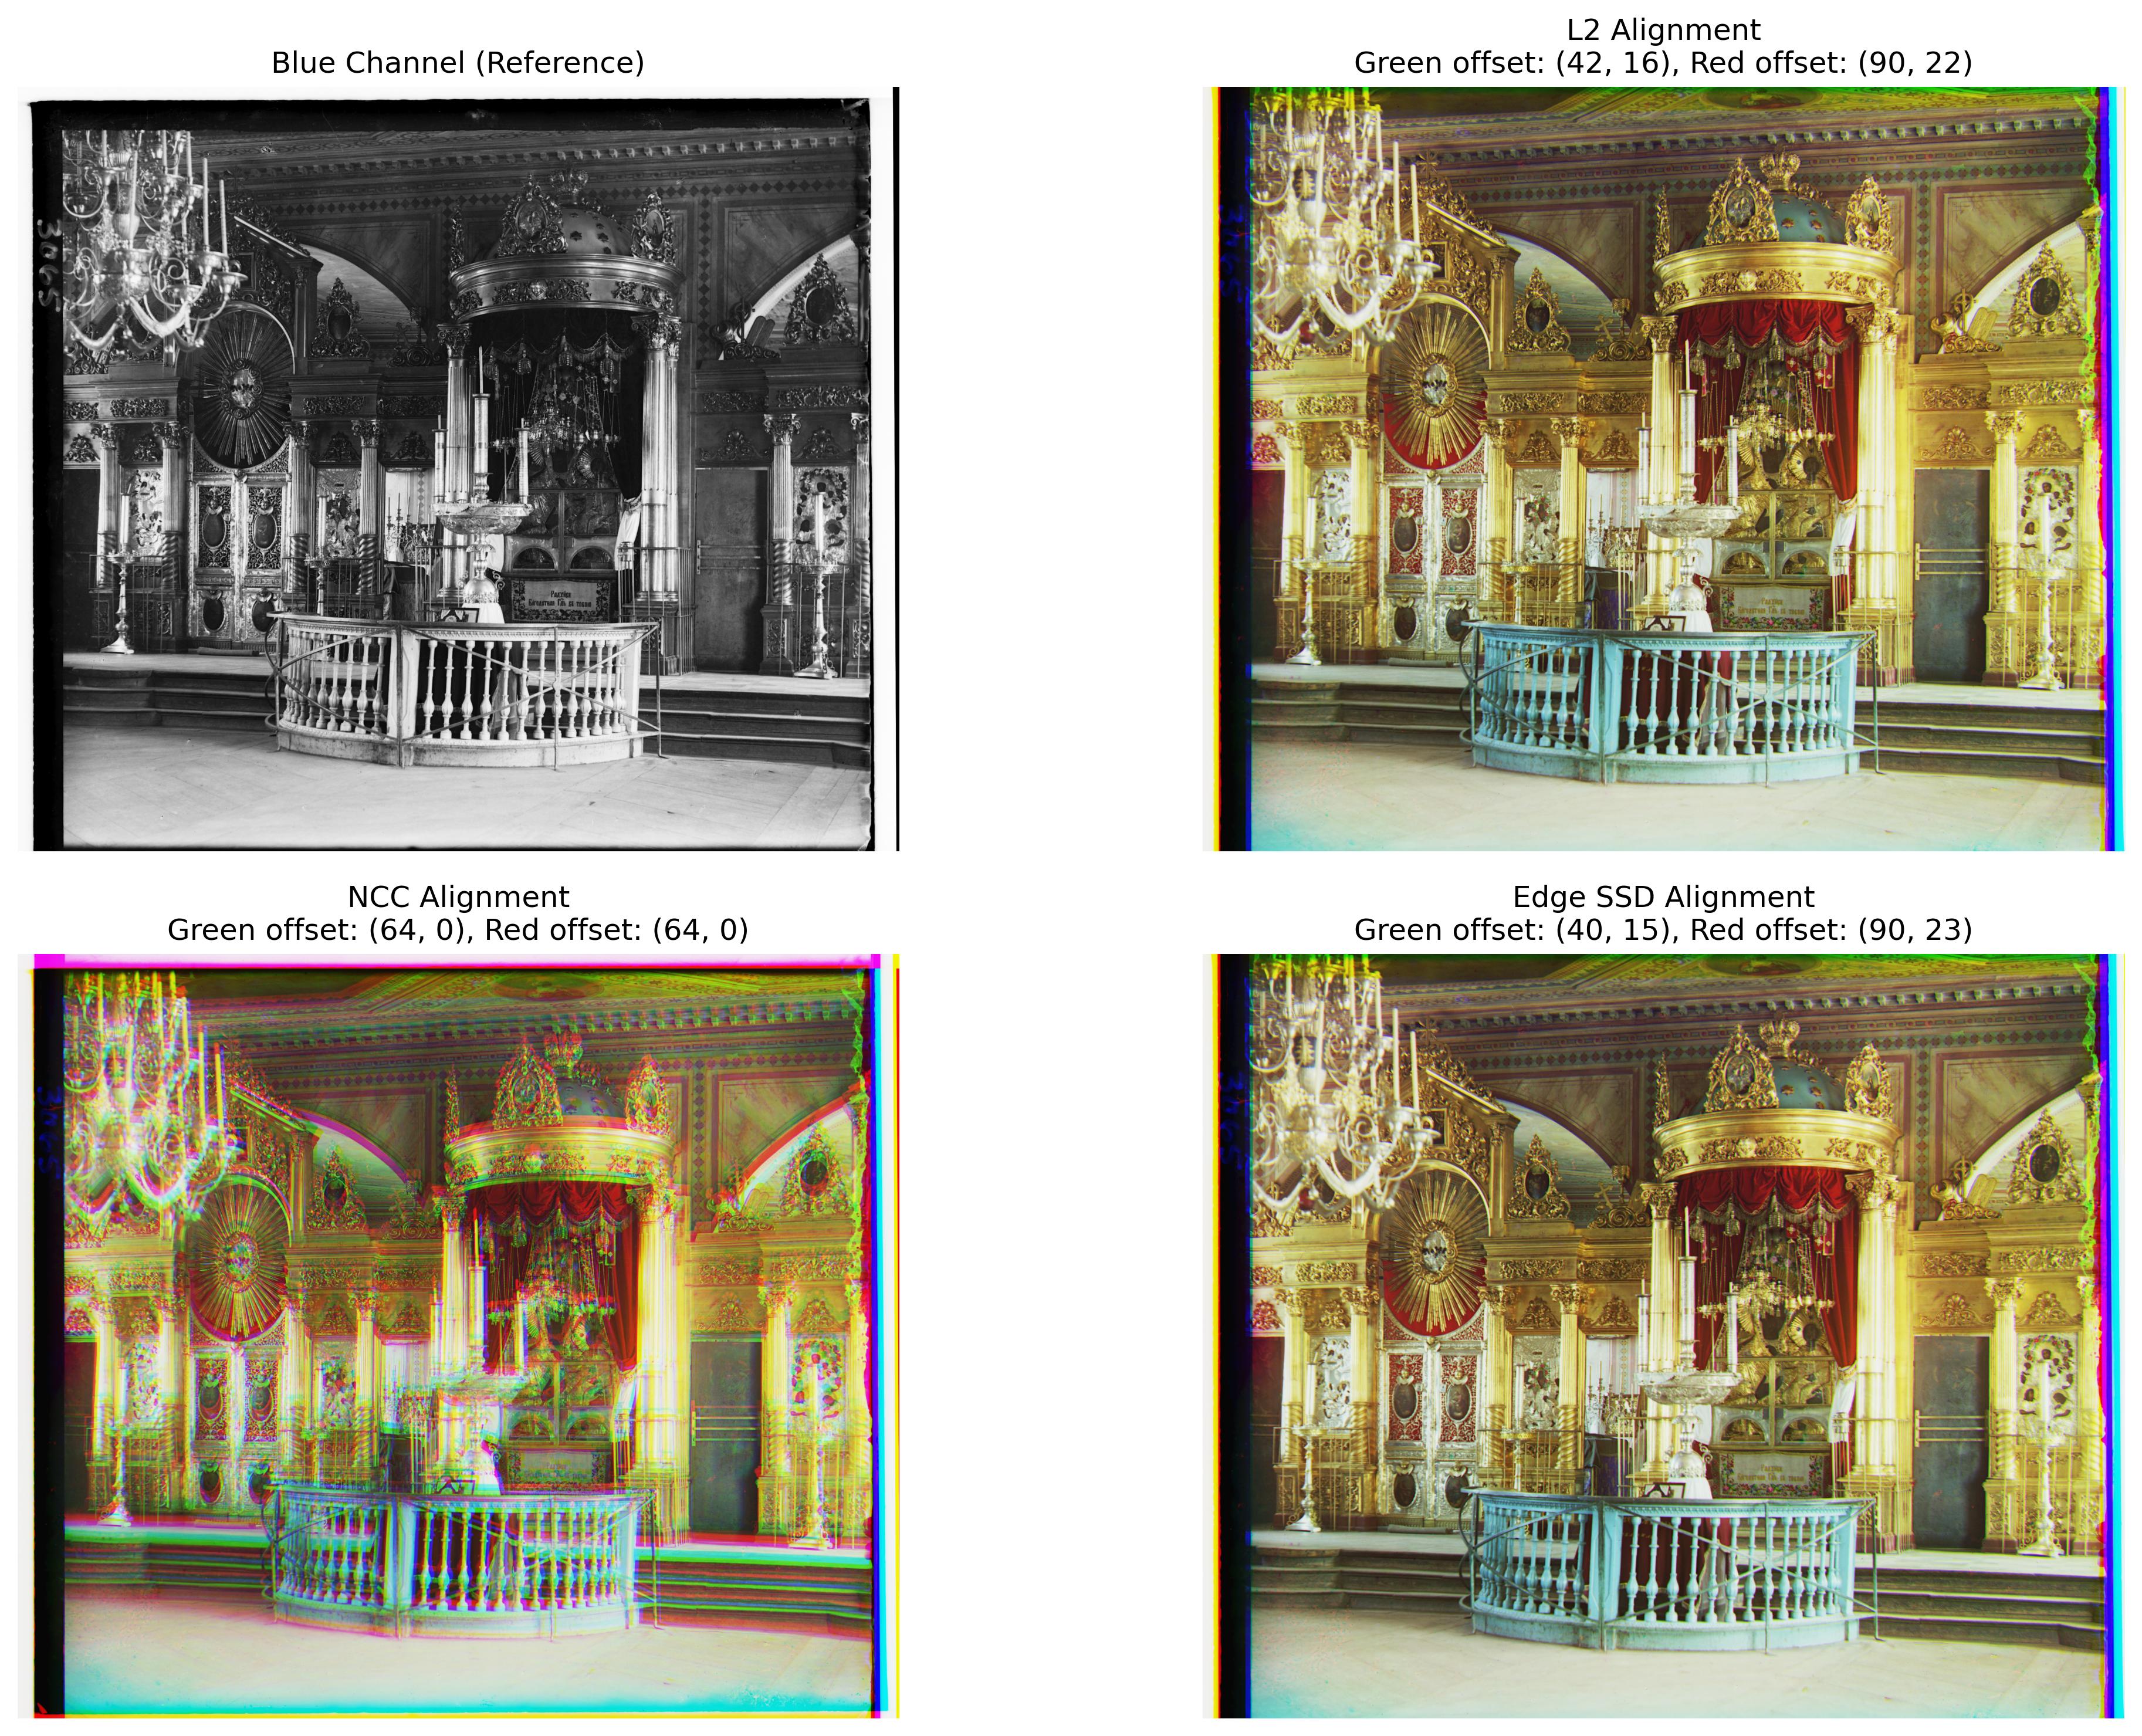 Blue Channel (Reference)
L2 Alignment
Green offset: (42, 16), Red offset: (90, 22)
3065
NCC Alignment
Green offset: (64, 0), Red offset: (64, 0)
Edge SSD Alignment
Green offset: (40, 15), Red offset: (90, 23)